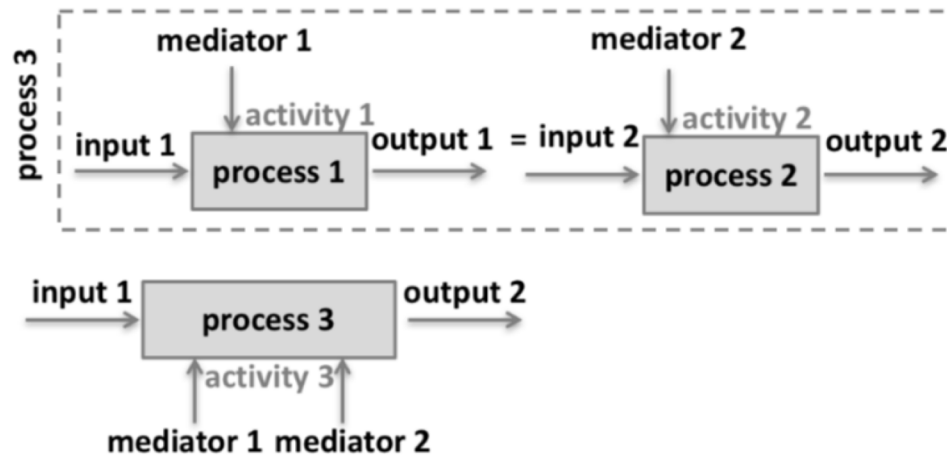 process 3
mediator 1
mediator 2
activity 1
activity 2
input 1
output 1 = input 2
output 2
process 1
process 2
input 1
output 2
process 3
activity 3
mediator 1 mediator 2